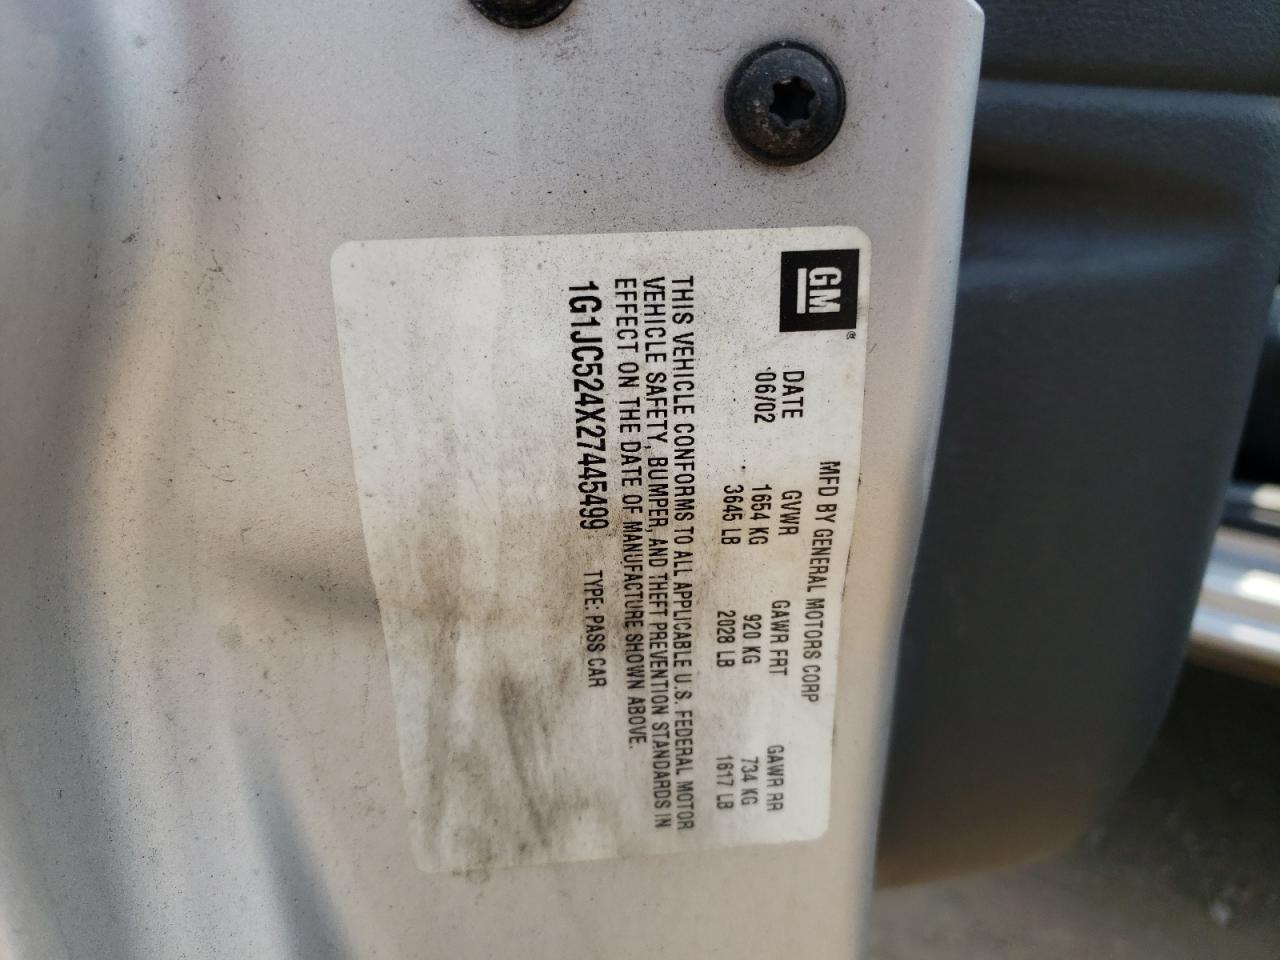 GM®
MFD BY GENERAL MOTORS CORP
DATE GVWR GAWR FRT GAWR RR
06/02 1654 KG 920 KG 734 KG
3645 LB 2028 LB 1617 LB
THIS VEHICLE CONFORMS TO ALL APPLICABLE U.S. FEDERAL MOTOR
VEHICLE SAFETY, BUMPER, AND THEFT PREVENTION STANDARDS IN
EFFECT ON THE DATE OF MANUFACTURE SHOWN ABOVE.
1G1JC524X27445499 TYPE: PASS CAR